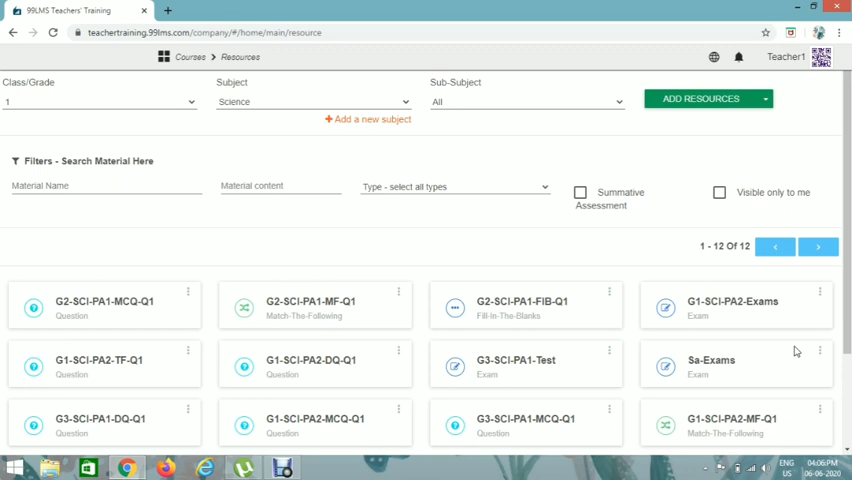 99LMS Teachers' Training
teachertraining.99lms.com/company/#/home/main/resource
Courses > Resources
Teacher1
Class/Grade
Subject
Sub-Subject
1
Science
All
ADD RESOURCES
+ Add a new subject
Filters - Search Material Here
Material Name
Material content
Type - select all types
Summative Assessment
Visible only to me
1 - 12 Of 12
G2-SCI-PA1-MCQ-Q1
Question
G2-SCI-PA1-MF-Q1
Match-The-Following
G2-SCI-PA1-FIB-Q1
Fill-In-The-Blanks
G1-SCI-PA2-Exams
Exam
G1-SCI-PA2-TF-Q1
Question
G1-SCI-PA2-DQ-Q1
Question
G3-SCI-PA1-Test
Exam
Sa-Exams
Exam
G3-SCI-PA1-DQ-Q1
Question
G1-SCI-PA2-MCQ-Q1
Question
G3-SCI-PA1-MCQ-Q1
Question
G1-SCI-PA2-MF-Q1
Match-The-Following
ENG
US
04:06:PM
06-06-2020